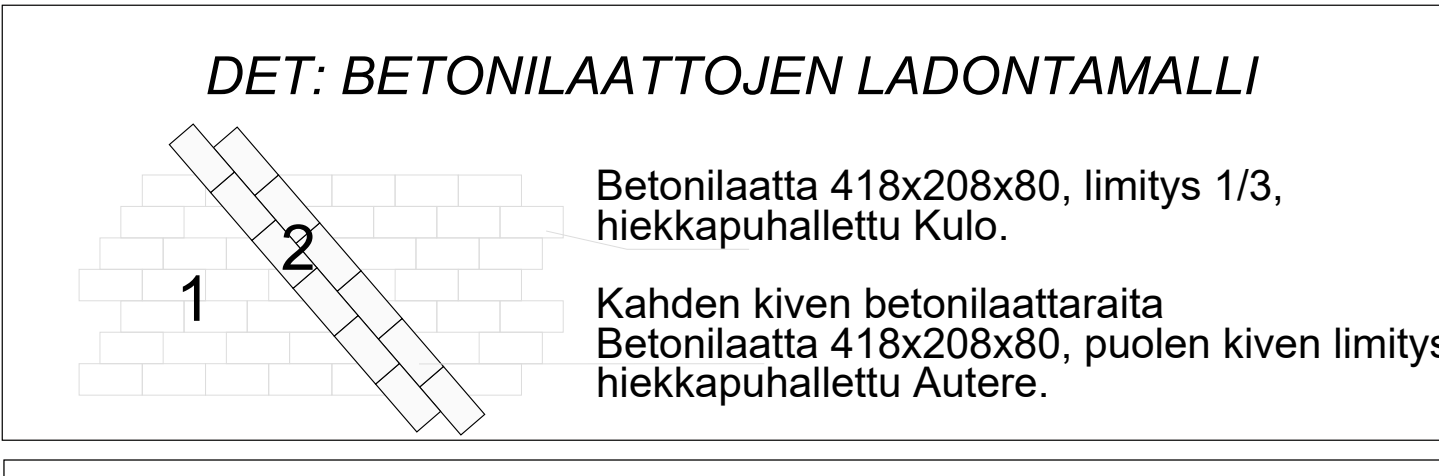 DET: BETONILAATTOJEN LADONTAMALLI
Betonilaatta 418x208x80, limitys 1/3,
hiekkapuhallettu Kulo.
2
1
Kahden kiven betonilaattaraita
Betonilaatta 418x208x80, puolen kiven limitys
hiekkapuhallettu Autere.